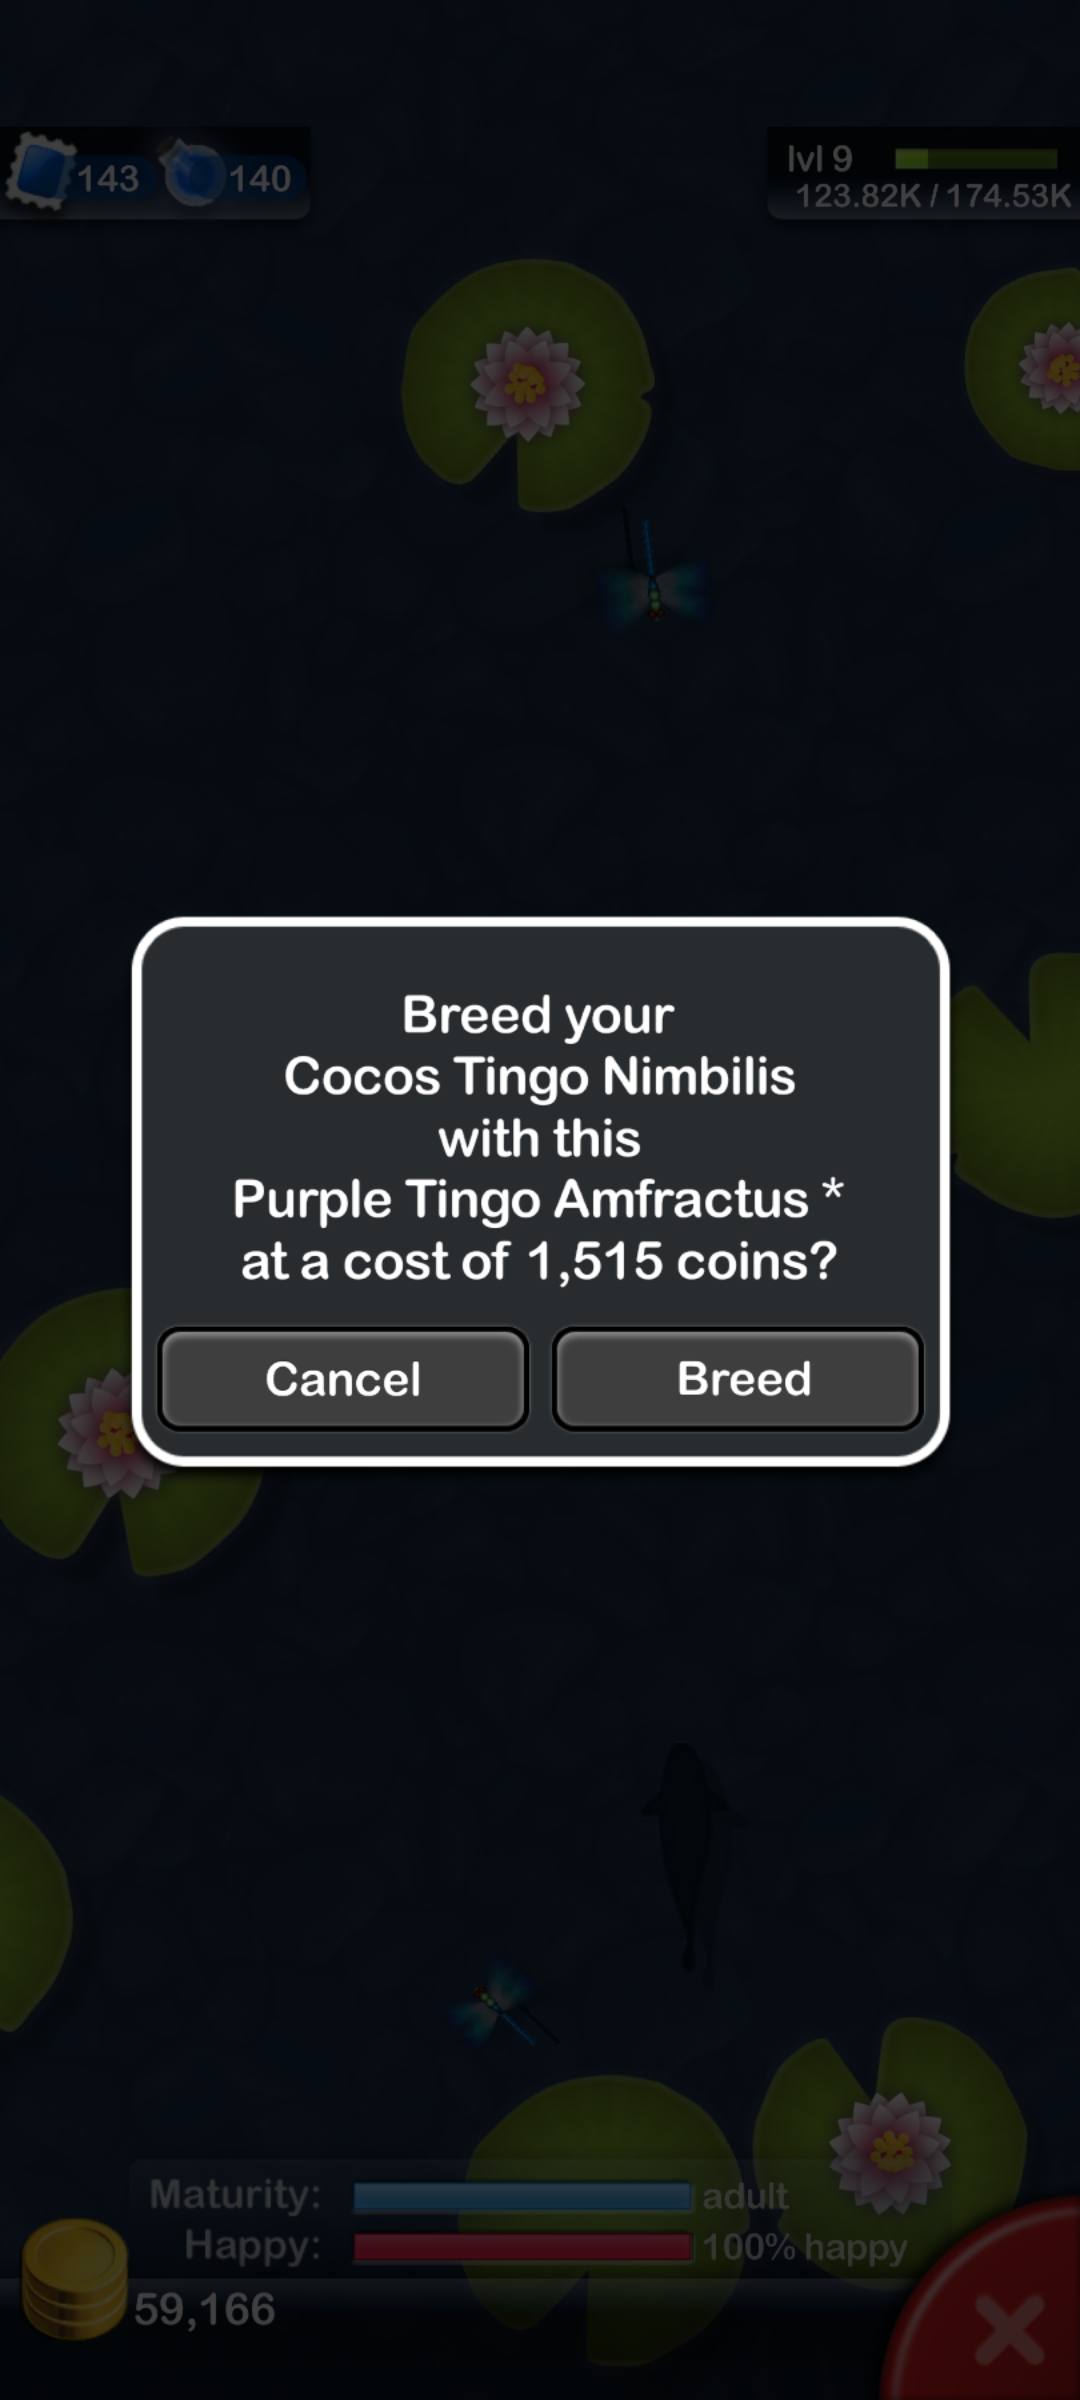 143
140
lvl 9
123.82K / 174.53K
Breed your
Cocos Tingo Nimbilis
with this
Purple Tingo Amfractus *
at a cost of 1,515 coins?
Cancel
Breed
Maturity:
adult
Happy:
100% happy
59,166